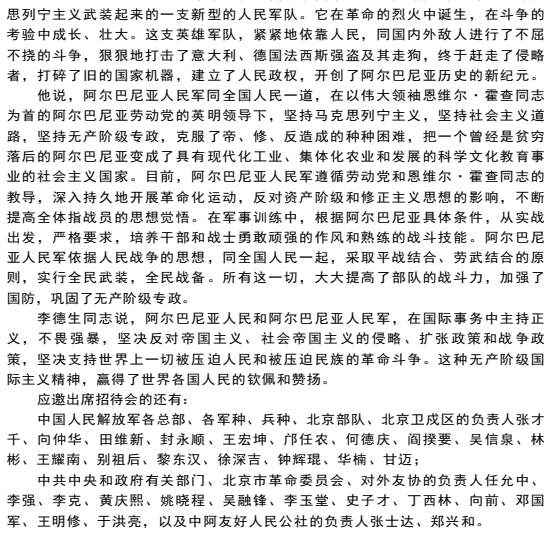 思列宁主义武装起来的一支新型的人民军队。它在革命的烈火中诞生，在斗争的
考验中成长、壮大。这支英雄军队，紧紧地依靠人民，同国内外敌人进行了不屈
不挠的斗争，狠狠地打击了意大利、德国法西斯强盗及其走狗，终于赶走了侵略
者，打碎了旧的国家机器，建立了人民政权，开创了阿尔巴尼亚历史的新纪元。
他说，阿尔巴尼亚人民军同全国人民一道，在以伟大领袖恩维尔·霍查同志
为首的阿尔巴尼亚劳动党的英明领导下，坚持马克思列宁主义，坚持社会主义道
路，坚持无产阶级专政，克服了帝、修、反造成的种种困难，把一个曾经是贫穷
落后的阿尔巴尼亚变成了具有现代化工业、集体化农业和发展的科学文化教育事
业的社会主义国家。目前，阿尔巴尼亚人民军遵循劳动党和恩维尔·霍查同志的
教导，深入持久地开展革命化运动，反对资产阶级和修正主义思想的影响，不断
提高全体指战员的思想觉悟。在军事训练中，根据阿尔巴尼亚具体条件，从实战
出发，严格要求，培养干部和战士勇敢顽强的作风和熟练的战斗技能。阿尔巴尼
亚人民军依据人民战争的思想，同全国人民一起，采取平战结合、劳武结合的原
则，实行全民武装，全民战备。所有这一切，大大提高了部队的战斗力，加强了
国防，巩固了无产阶级专政。
李德生同志说，阿尔巴尼亚人民和阿尔巴尼亚人民军，在国际事务中主持正
义，不畏强暴，坚决反对帝国主义、社会帝国主义的侵略、扩张政策和战争政
策，坚决支持世界上一切被压迫人民和被压迫民族的革命斗争。这种无产阶级国
际主义精神，赢得了世界各国人民的钦佩和赞扬。
应邀出席招待会的还有：
中国人民解放军各总部、各军种、兵种、北京部队、北京卫戍区的负责人张才
千、向仲华、田维新、封永顺、王宏坤、邝任农、何德庆、阎揆要、吴信泉、林
彬、王耀南、别祖后、黎东汉、徐深吉、钟辉琨、华楠、甘迈；
中共中央和政府有关部门、北京市革命委员会、对外友协的负责人任允中、
李强、李克、黄庆熙、姚晓程、吴融锋、李玉堂、史子才、丁西林、向前、邓国
军、王明修、于洪亮，以及中阿友好人民公社的负责人张士达、郑兴和。